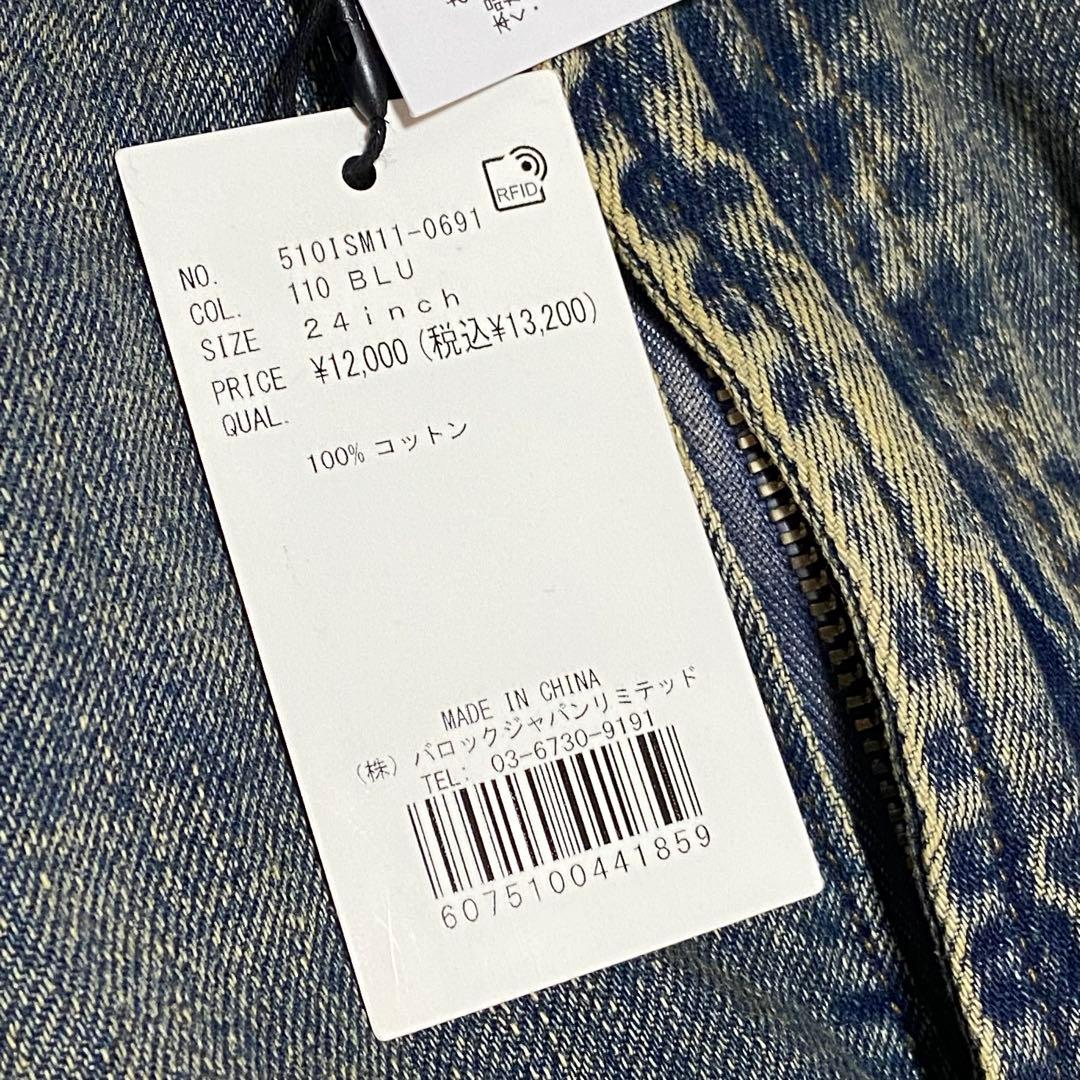 RFID
NO. 510ISM11-0691
COL. 110 BLU
SIZE 24inch
PRICE ¥12,000 (税込¥13,200)
QUAL.
100% コットン
MADE IN CHINA
(株) バロックジャパンリミテッド
TEL: 03-6730-9191
6075100441859